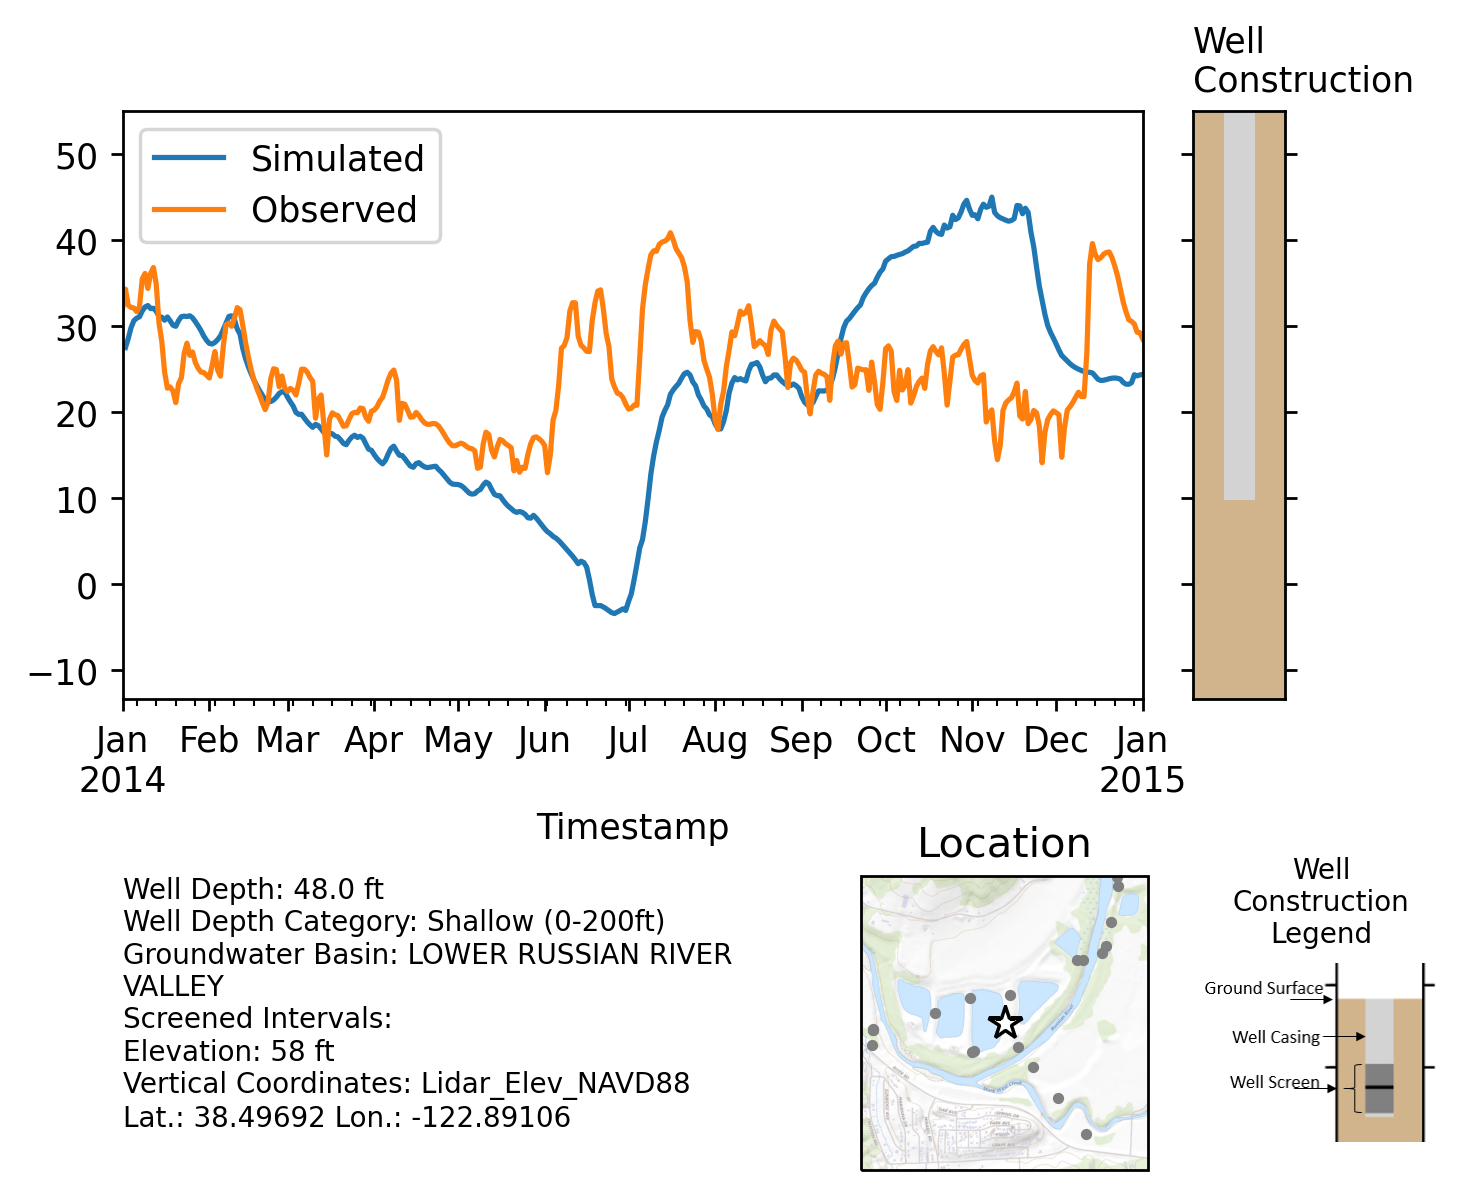 Well
Construction
50
40
30
20
10
0
−10
Simulated
Observed
Jan
2014
Feb
Mar
Apr
May
Jun
Jul
Aug
Sep
Oct
Nov
Dec
Jan
2015
Timestamp
Well Depth: 48.0 ft
Well Depth Category: Shallow (0-200ft)
Groundwater Basin: LOWER RUSSIAN RIVER
VALLEY
Screened Intervals:
Elevation: 58 ft
Vertical Coordinates: Lidar_Elev_NAVD88
Lat.: 38.49692 Lon.: -122.89106
Location
Well
Construction
Legend
Ground Surface
Well Casing
Well Screen